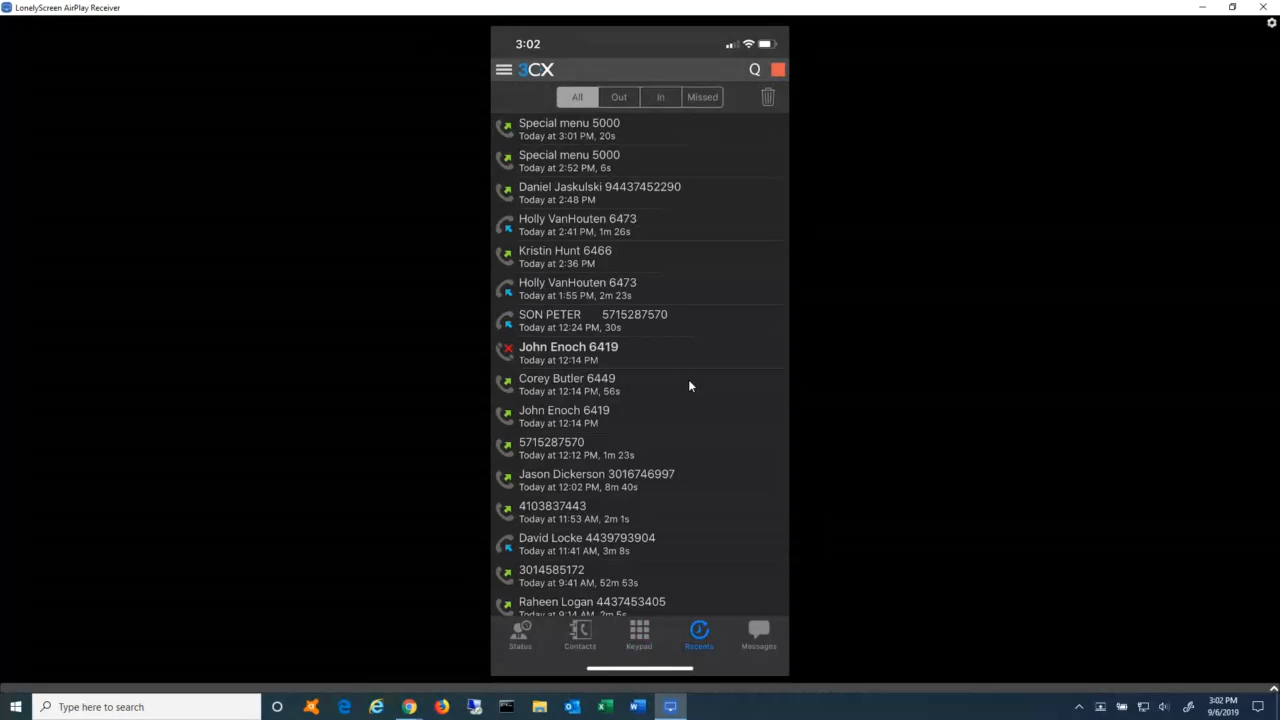 LonelyScreen AirPlay Receiver
3:02
3CX
Q
All Out In Missed
Special menu 5000
Today at 3:01 PM, 20s
Special menu 5000
Today at 2:52 PM, 6s
Daniel Jaskulski 94437452290
Today at 2:48 PM
Holly VanHouten 6473
Today at 2:41 PM, 1m 26s
Kristin Hunt 6466
Today at 2:36 PM
Holly VanHouten 6473
Today at 1:55 PM, 2m 23s
SON PETER 5715287570
Today at 12:24 PM, 30s
John Enoch 6419
Today at 12:14 PM
Corey Butler 6449
Today at 12:14 PM, 56s
John Enoch 6419
Today at 12:14 PM
5715287570
Today at 12:12 PM, 1m 23s
Jason Dickerson 3016746997
Today at 12:02 PM, 8m 40s
4103837443
Today at 11:53 AM, 2m 1s
David Locke 4439793904
Today at 11:41 AM, 3m 8s
3014585172
Today at 9:41 AM, 52m 53s
Raheen Logan 4437453405
Today at 9:14 AM, 2m 5s
Status Contacts Keypad Recents Messages
Type here to search
3:02 PM
9/6/2019